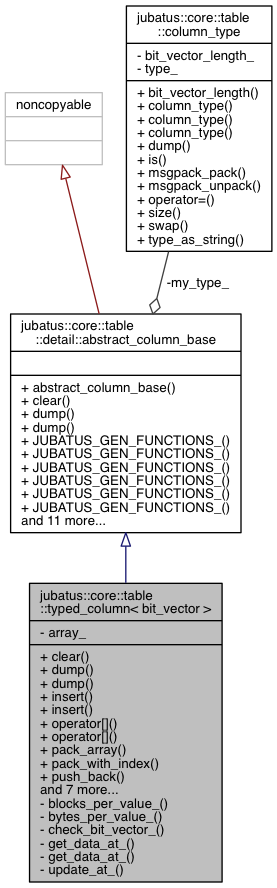 jubatus::core::table
::column_type
- bit_vector_length_
- type_
+ bit_vector_length()
+ column_type()
+ column_type()
+ column_type()
+ dump()
+ is()
+ msgpack_pack()
+ msgpack_unpack()
+ operator=()
+ size()
+ swap()
+ type_as_string()
noncopyable
-my_type_
jubatus::core::table
::detail::abstract_column_base
+ abstract_column_base()
+ clear()
+ dump()
+ dump()
+ JUBATUS_GEN_FUNCTIONS_()
+ JUBATUS_GEN_FUNCTIONS_()
+ JUBATUS_GEN_FUNCTIONS_()
+ JUBATUS_GEN_FUNCTIONS_()
+ JUBATUS_GEN_FUNCTIONS_()
+ JUBATUS_GEN_FUNCTIONS_()
and 11 more...
jubatus::core::table
::typed_column< bit_vector >
- array_
+ clear()
+ dump()
+ dump()
+ insert()
+ insert()
+ operator[]()
+ operator[]()
+ pack_array()
+ pack_with_index()
+ push_back()
and 7 more...
- blocks_per_value_()
- bytes_per_value_()
- check_bit_vector_()
- get_data_at_()
- get_data_at_()
- update_at_()